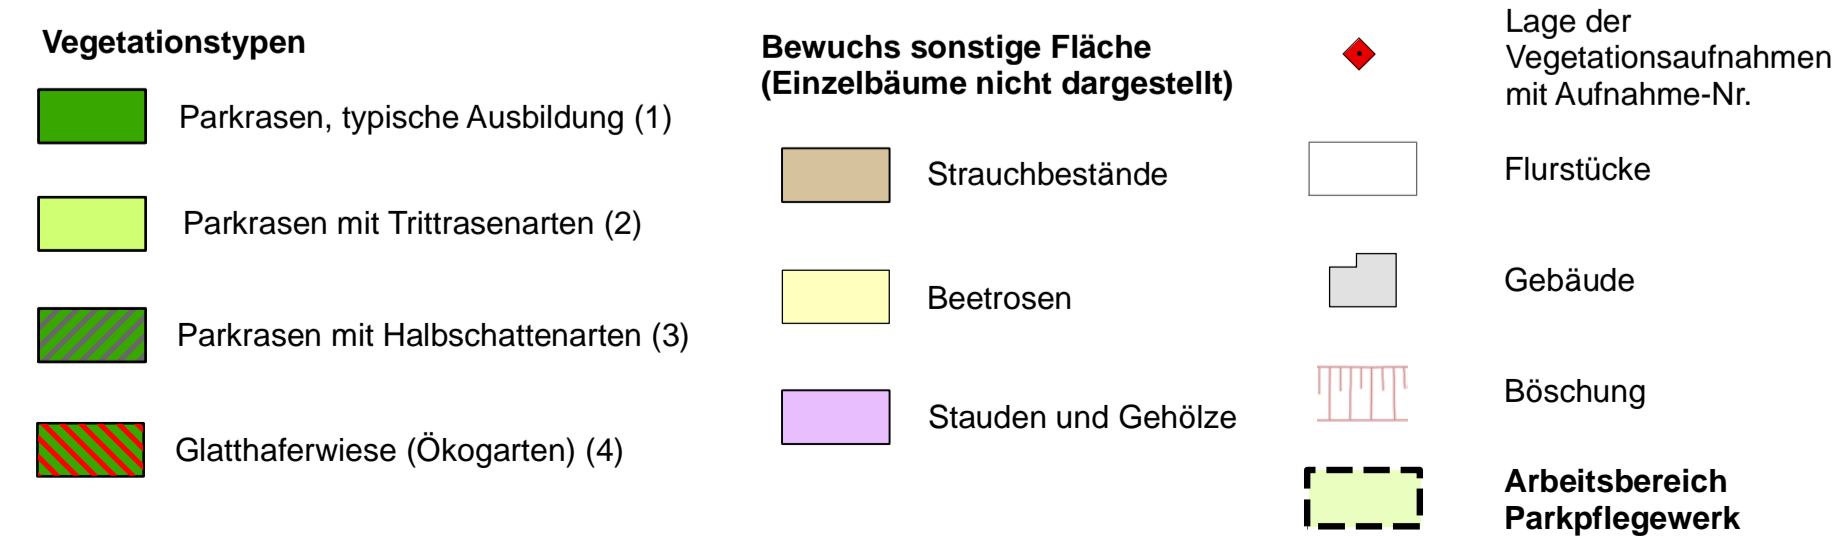 Vegetationstypen
Parkrasen, typische Ausbildung (1)
Parkrasen mit Trittrasenarten (2)
Parkrasen mit Halbschattenarten (3)
Glatthaferwiese (Ökogarten) (4)
Bewuchs sonstige Fläche
(Einzelbäume nicht dargestellt)
Strauchbestände
Beetrosen
Stauden und Gehölze
Lage der
Vegetationsaufnahmen
mit Aufnahme-Nr.
Flurstücke
Gebäude
Böschung
Arbeitsbereich
Parkpflegewerk